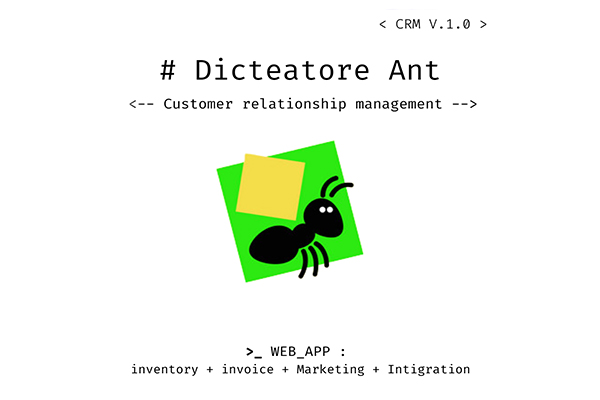 < CRM V.1.0 >
# Dicteatore Ant
<-- Customer relationship management -->
>_ WEB_APP :
inventory + invoice + Marketing + Intigration